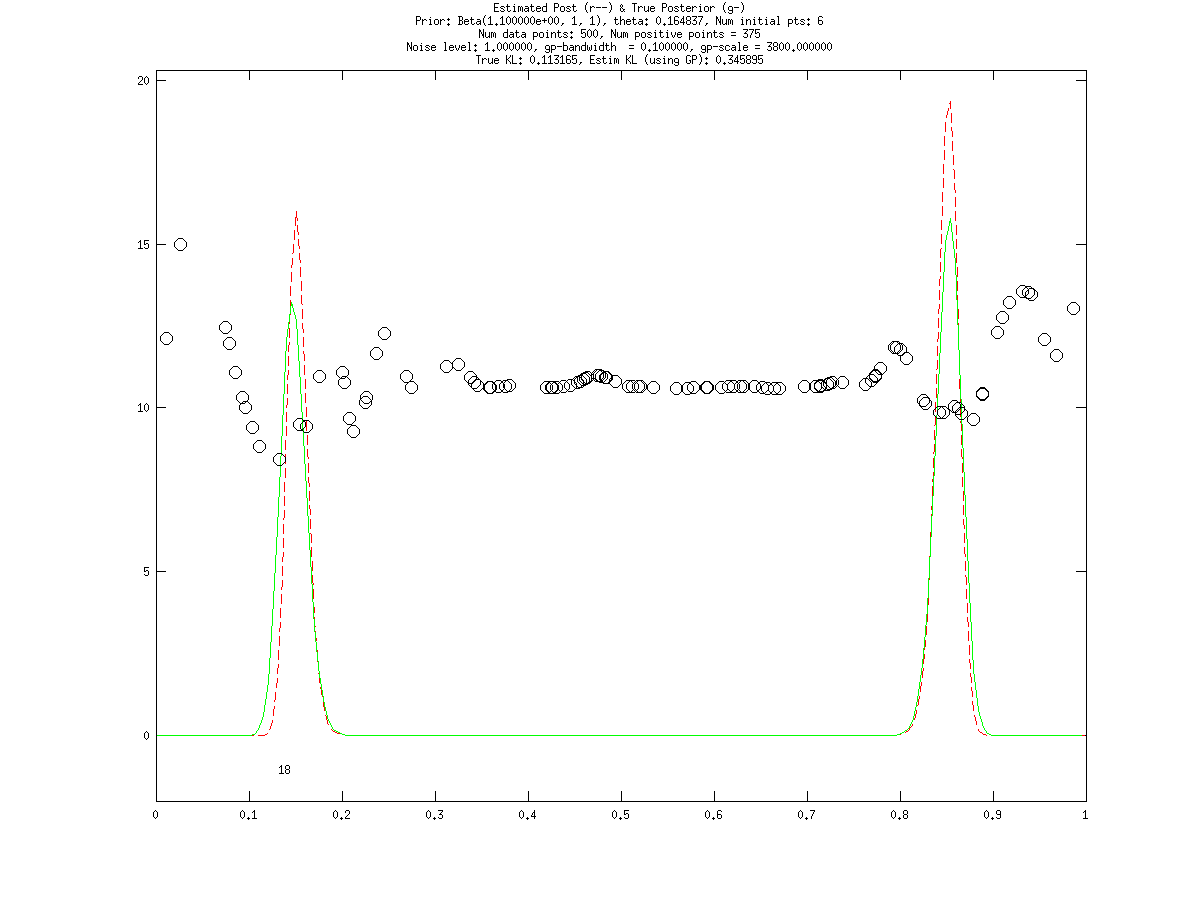 Estimated Post (r--) & True Posterior (g-)
Prior: Beta(1.100000e+00, 1, 1), theta: 0.164837, Num initial pts: 6
Num data points: 500, Num positive points = 375
Noise level: 1.000000, gp-bandwidth  = 0.100000, gp-scale = 3800.000000
True KL: 0.113165, Estim KL (using GP): 0.345895
20
15
10
5
0
18
0 0.1 0.2 0.3 0.4 0.5 0.6 0.7 0.8 0.9 1